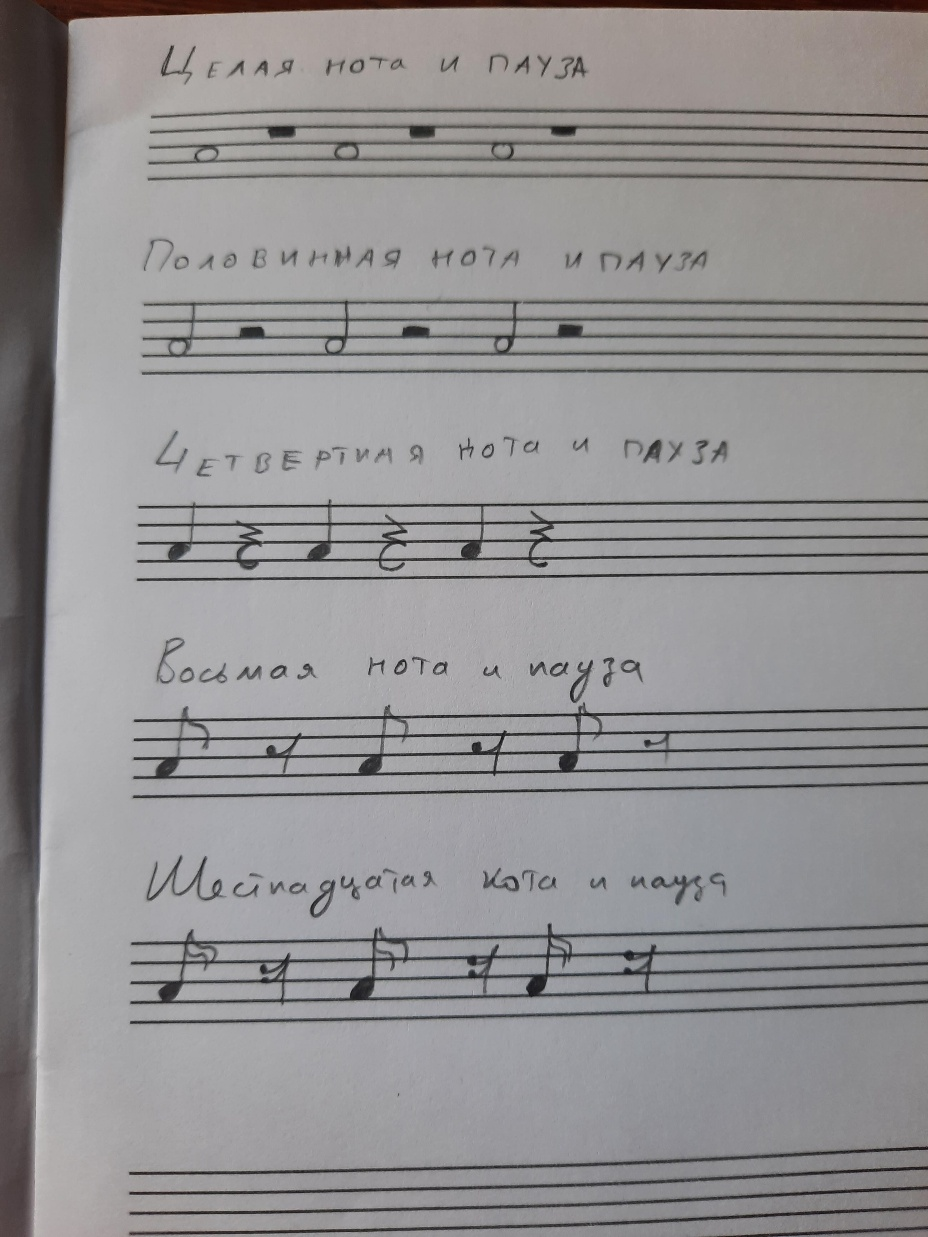 Целая нота и пауза
Половинная нота и пауза
Четвертная нота и пауза
Восьмая нота и пауза
Шестнадцатая нота и пауза